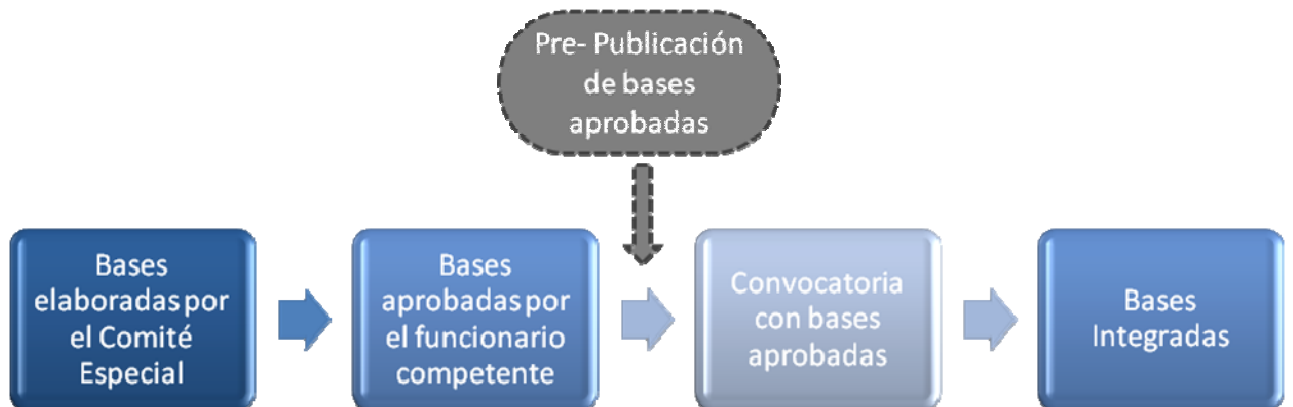 Pre- Publicación
de bases
aprobadas
Bases
elaboradas por
el Comité
Especial
Bases
aprobadas por
el funcionario
competente
Convocatoria
con bases
aprobadas
Bases
Integradas